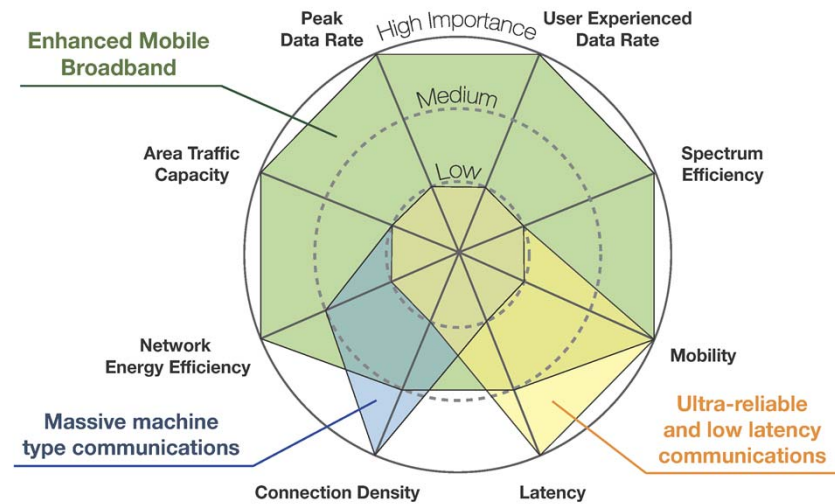 Peak
Data Rate
High Importance
User Experienced
Data Rate
Enhanced Mobile
Broadband
Medium
Area Traffic
Capacity
Low
Spectrum
Efficiency
Network
Energy Efficiency
Mobility
Massive machine
type communications
Ultra-reliable
and low latency
communications
Connection Density
Latency